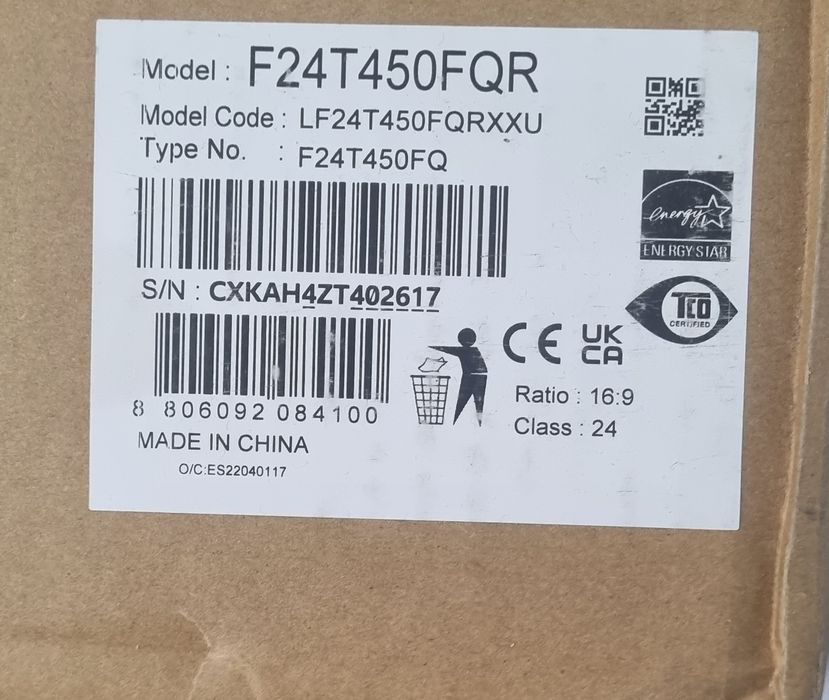 Model : F24T450FQR
Model Code : LF24T450FQRXXU
Type No. : F24T450FQ
S/N : CXKAH4ZT402617
8 806092 084100
MADE IN CHINA
O/C:ES22040117
energy
ENERGY STAR
TCO
CERTIFIED
CE
UK
CA
Ratio : 16:9
Class : 24